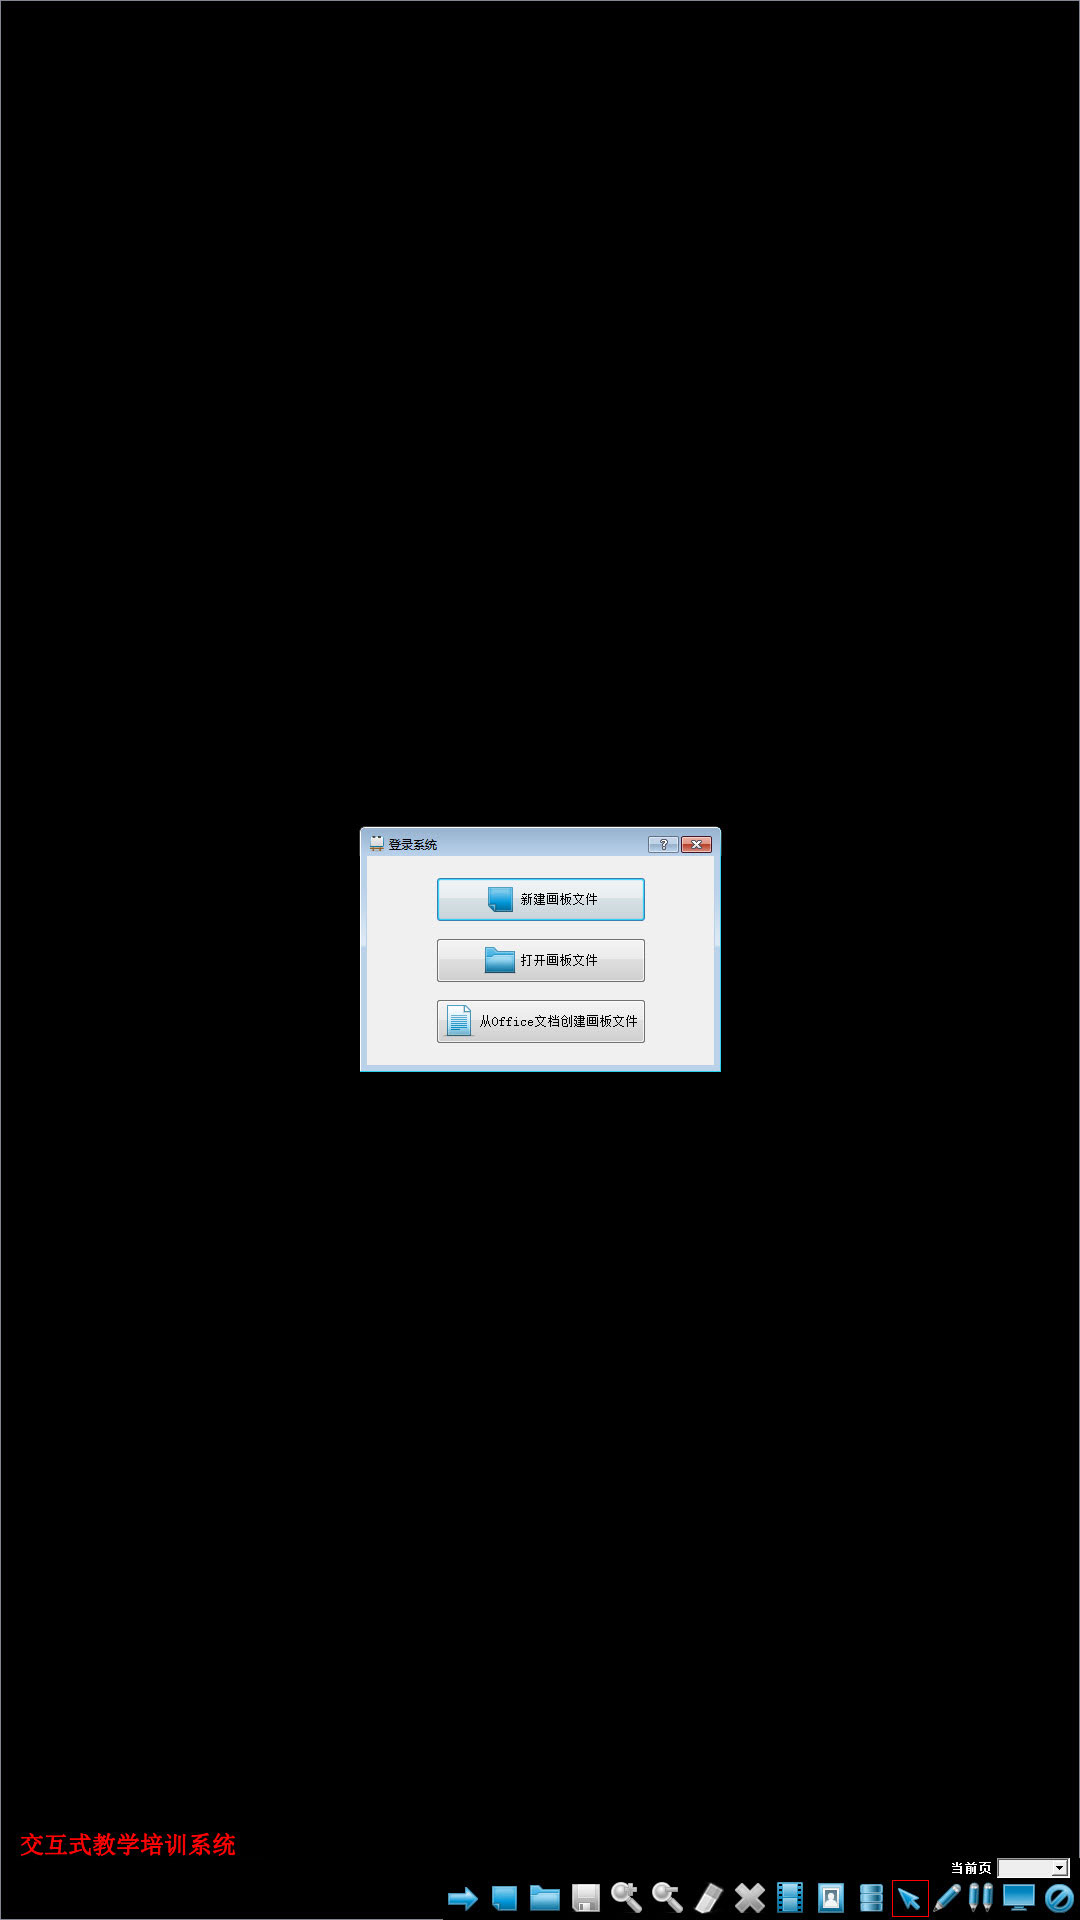 登录系统
新建画板文件
打开画板文件
从Office文档创建画板文件
交互式教学培训系统
当前页